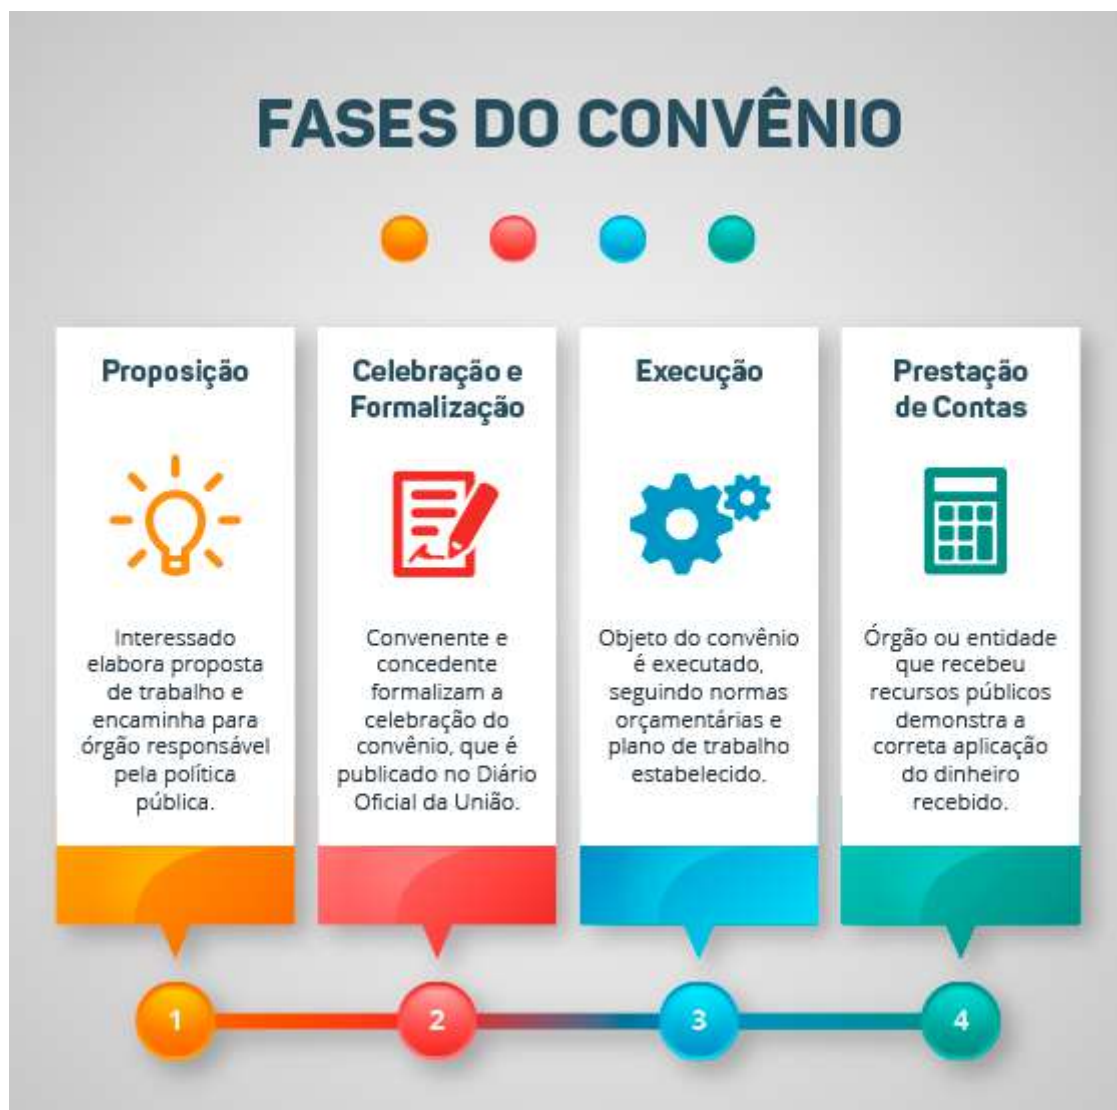 FASES DO CONVÊNIO
Proposição
Interessado
elabora proposta
de trabalho e
encaminha para
órgão responsável
pela política
pública.
Celebração e
Formalização
Convenente e
concedente
formalizam a
celebração do
convênio, que é
publicado no Diário
Oficial da União.
Execução
Objeto do convênio
é executado,
seguindo normas
orçamentárias e
plano de trabalho
estabelecido.
Prestação
de Contas
Órgão ou entidade
que recebeu
recursos públicos
demonstra a
correta aplicação
do dinheiro
recebido.
1
2
3
4